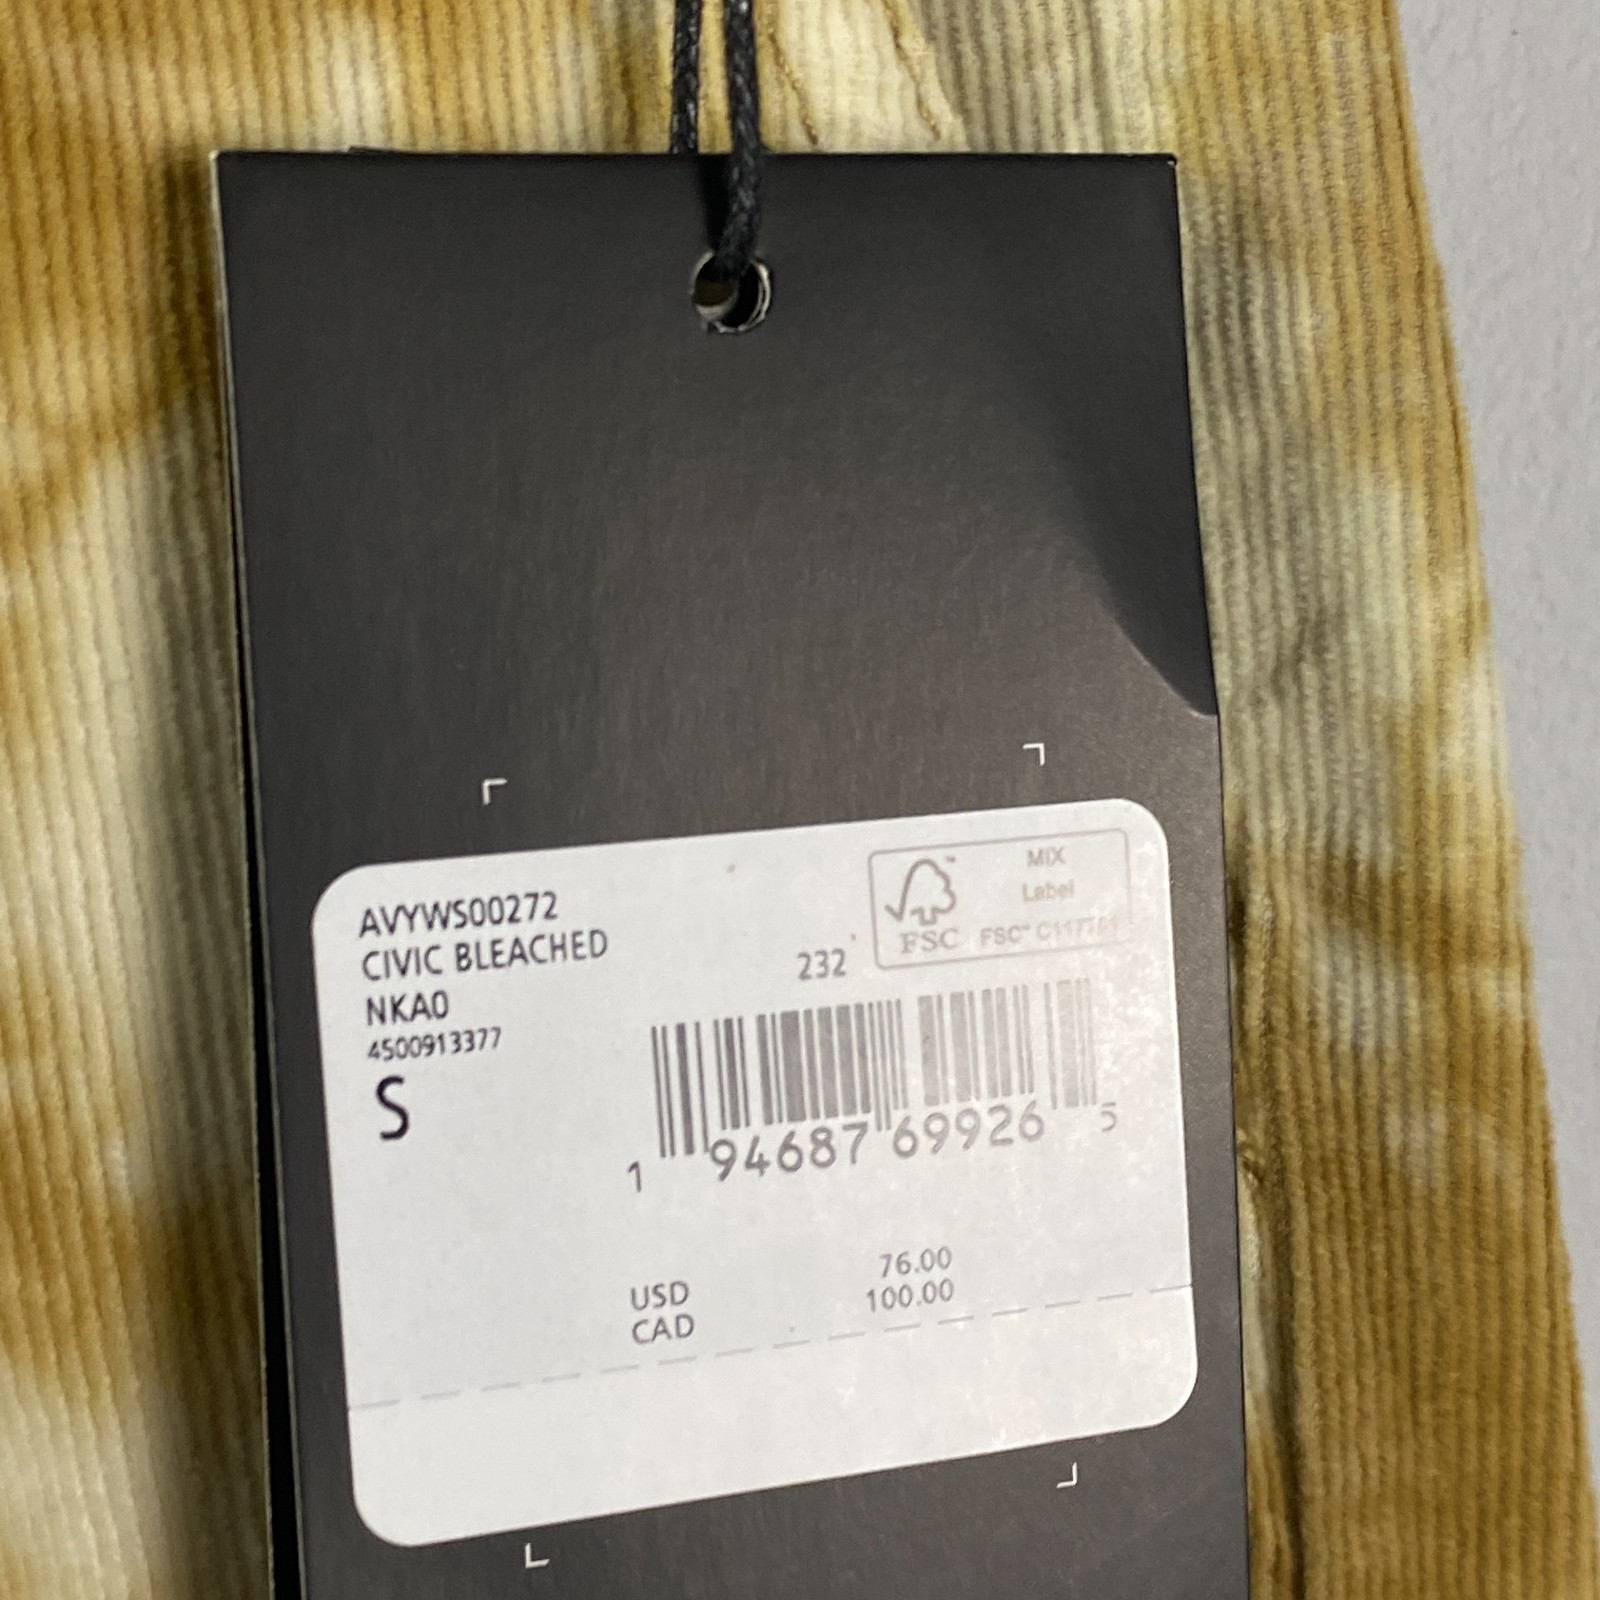 AVYWS00272
CIVIC BLEACHED
NKA0
4500913377
S
232
FSC
MIX
Label
1 94687 69926 5
USD 76.00
CAD 100.00